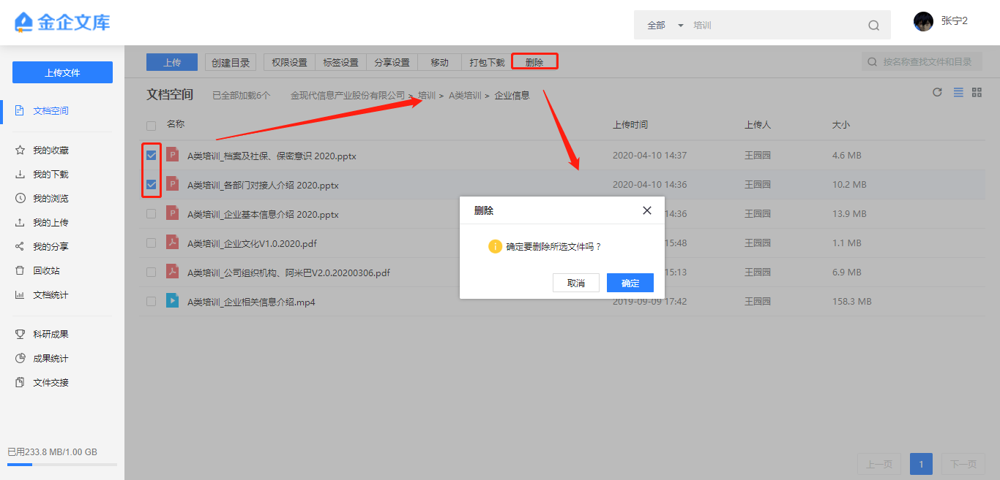 金企文库
全部 培训
张宁2
上传文件
上传 创建目录 权限设置 标签设置 分享设置 移动 打包下载 删除
按名称查找文件和目录
文档空间 已全部加载6个 金现代信息产业股份有限公司 > 培训 > A类培训 > 企业信息
名称 上传时间 上传人 大小
A类培训_档案及社保、保密意识 2020.pptx 2020-04-10 14:37 王园园 4.6 MB
A类培训_各部门对接人介绍 2020.pptx 2020-04-10 14:36 王园园 10.2 MB
A类培训_企业基本信息介绍 2020.pptx 14:36 王园园 13.9 MB
A类培训_企业文化V1.0.2020.pdf 15:48 王园园 1.1 MB
A类培训_公司组织机构、阿米巴V2.0.20200306.pdf 15:13 王园园 6.9 MB
A类培训_企业相关信息介绍.mp4 2019-09-09 17:42 王园园 158.3 MB
删除
确定要删除所选文件吗？
取消 确定
文档空间
我的收藏
我的下载
我的浏览
我的上传
我的分享
回收站
文档统计
科研成果
成果统计
文件交接
已用233.8 MB/1.00 GB
上一页 1 下一页